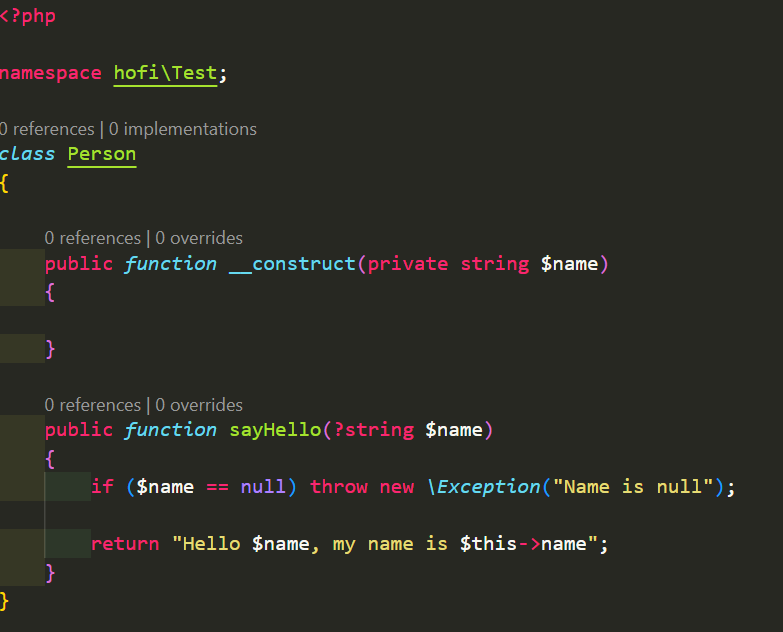 <?php
namespace hofi\Test;
0 references | 0 implementations
class Person
{
0 references | 0 overrides
public function __construct(private string $name)
{
}
0 references | 0 overrides
public function sayHello(?string $name)
{
if ($name == null) throw new \Exception("Name is null");
return "Hello $name, my name is $this->name";
}
}